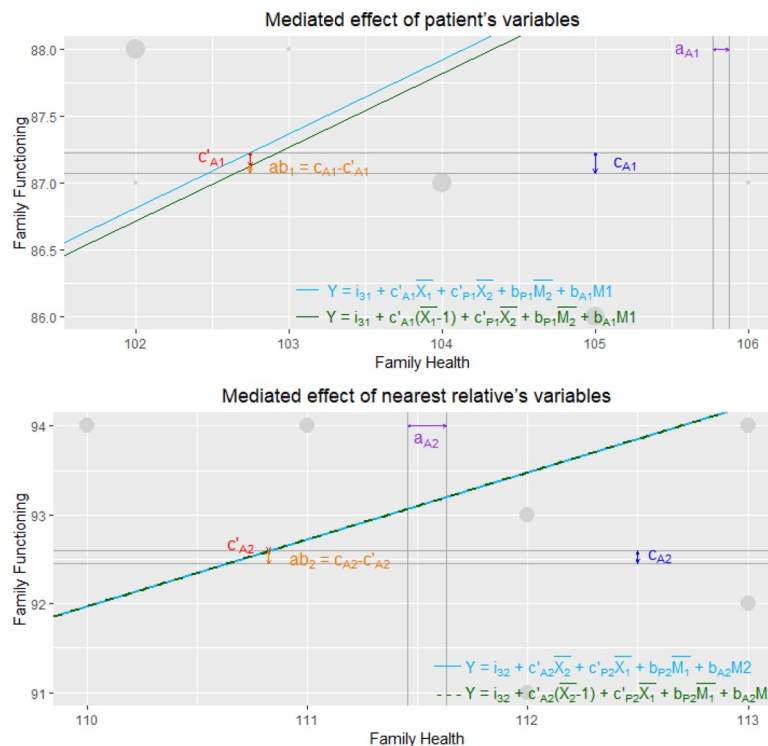 Mediated effect of patient's variables
88.0
a_A1
87.5
c'_A1
ab_1 = c_A1-c'_A1
c_A1
87.0
86.5
Y = i_31 + c'_A1X̅_1̅ + c'_P1X̅_2̅ + b_P1M̅_2̅ + b_A1M1
86.0
Y = i_31 + c'_A1(X̅_1̅-1) + c'_P1X̅_2̅ + b_P1M̅_2̅ + b_A1M1
102 103 104 105 106
Family Health
Family Functioning
Mediated effect of nearest relative's variables
94
a_A2
93
c'_A2
ab_2 = c_A2-c'_A2
c_A2
92
Y = i_32 + c'_A2X̅_2̅ + c'_P2X̅_1̅ + b_P2M̅_1̅ + b_A2M2
91
Y = i_32 + c'_A2(X̅_2̅-1) + c'_P2X̅_1̅ + b_P2M̅_1̅ + b_A2M
110 111 112 113
Family Health
Family Functioning